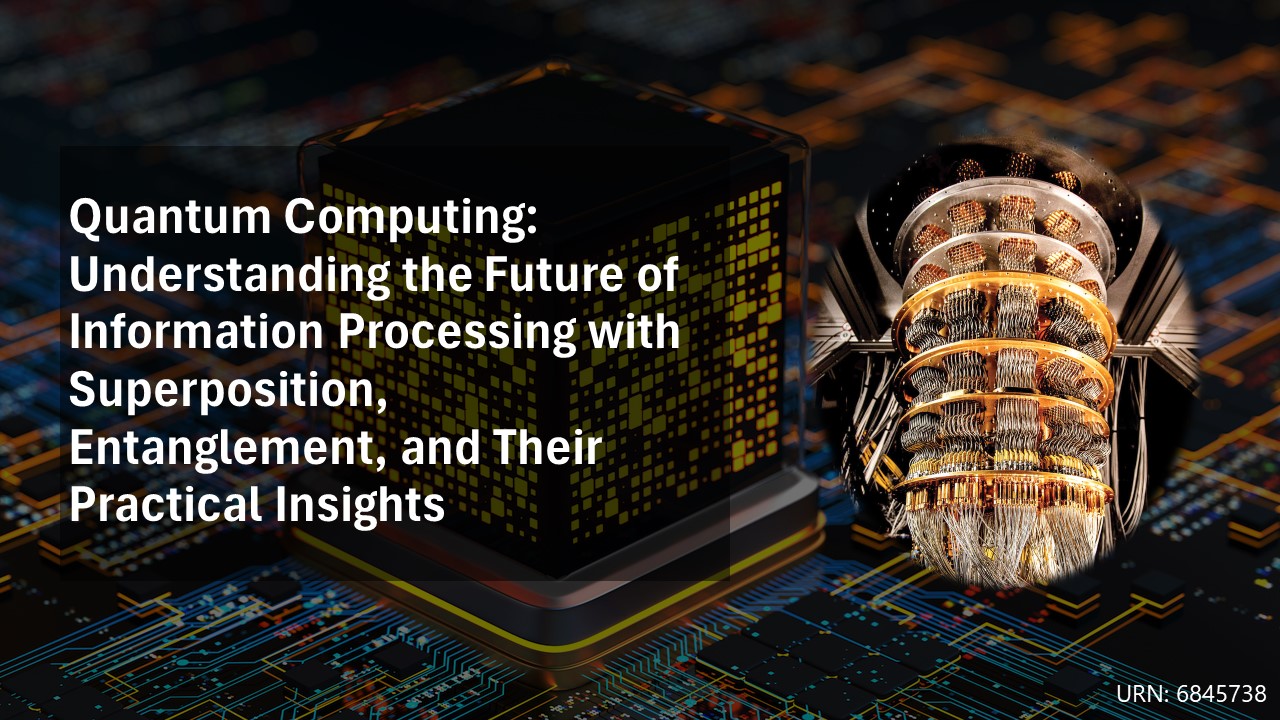 Quantum Computing:
Understanding the Future of
Information Processing with
Superposition,
Entanglement, and Their
Practical Insights
URN: 6845738